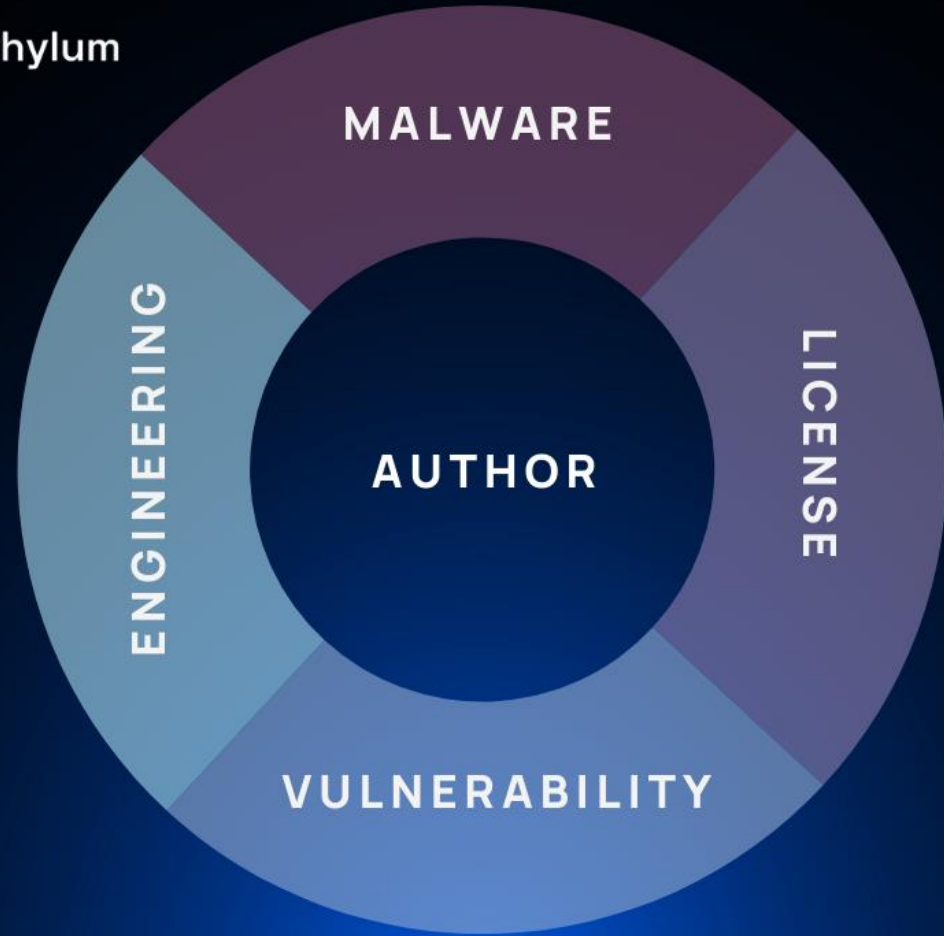 hylum
MALWARE
ENGINEERING
AUTHOR
LICENSE
VULNERABILITY